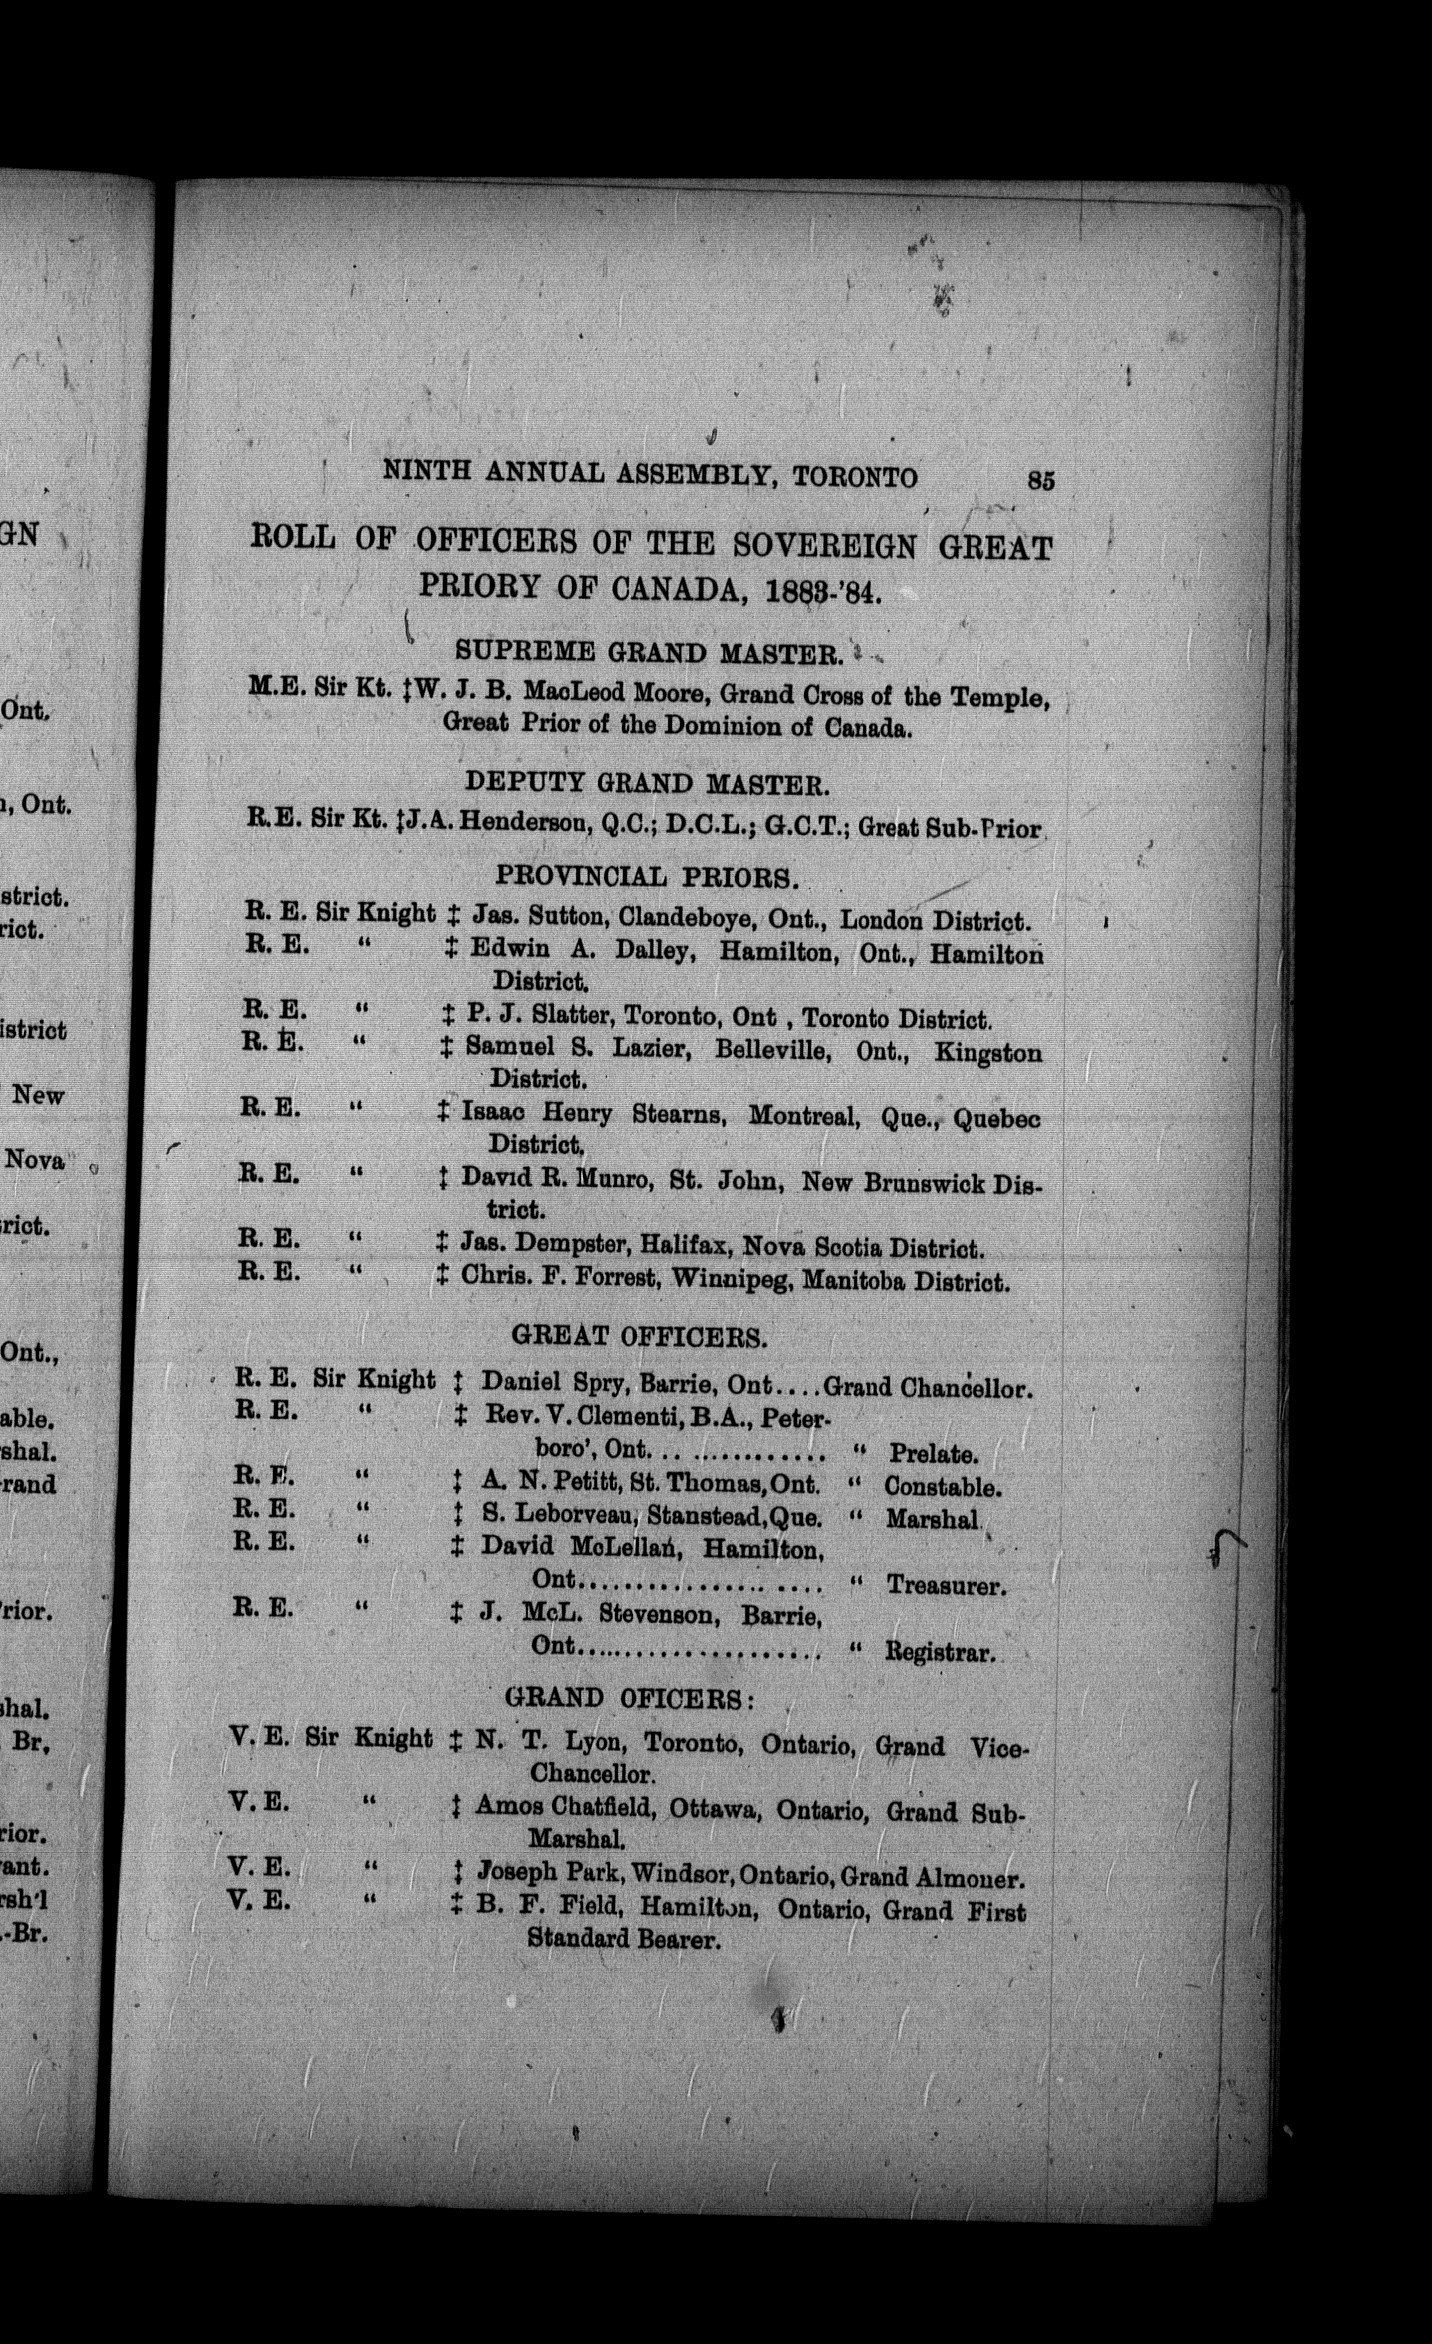 NINTH ANNUAL ASSEMBLY, TORONTO 85
ROLL OF OFFICERS OF THE SOVEREIGN GREAT
PRIORY OF CANADA, 1883-'84.
SUPREME GRAND MASTER.
M.E. Sir Kt. ‡W. J. B. MacLeod Moore, Grand Cross of the Temple,
Great Prior of the Dominion of Canada.
DEPUTY GRAND MASTER.
R.E. Sir Kt. ‡J.A. Henderson, Q.C.; D.C.L.; G.C.T.; Great Sub-Prior
PROVINCIAL PRIORS.
R. E. Sir Knight ‡ Jas. Sutton, Clandeboye, Ont., London District.
R. E. “ ‡ Edwin A. Dalley, Hamilton, Ont., Hamilton
District.
R. E. “ ‡ P. J. Slatter, Toronto, Ont , Toronto District.
R. E. “ ‡ Samuel S. Lazier, Belleville, Ont., Kingston
District.
R. E. “ ‡ Isaac Henry Stearns, Montreal, Que., Quebec
District.
R. E. “ ‡ David R. Munro, St. John, New Brunswick Dis-
trict.
R. E. “ ‡ Jas. Dempster, Halifax, Nova Scotia District.
R. E. “ ‡ Chris. F. Forrest, Winnipeg, Manitoba District.
GREAT OFFICERS.
R. E. Sir Knight ‡ Daniel Spry, Barrie, Ont....Grand Chancellor.
R. E. “ ‡ Rev. V. Clementi, B.A., Peter-
boro', Ont. .. ............ “ Prelate.
R. E. “ ‡ A. N. Petitt, St. Thomas, Ont. “ Constable.
R. E. “ ‡ S. Leborveau, Stanstead, Que. “ Marshal.
R. E. “ ‡ David McLellan, Hamilton,
Ont................. .... “ Treasurer.
R. E. “ ‡ J. McL. Stevenson, Barrie,
Ont...................... “ Registrar.
GRAND OFICERS:
V. E. Sir Knight ‡ N. T. Lyon, Toronto, Ontario, Grand Vice-
Chancellor.
V. E. “ ‡ Amos Chatfield, Ottawa, Ontario, Grand Sub-
Marshal.
V. E. “ ‡ Joseph Park, Windsor, Ontario, Grand Almoner.
V. E. “ ‡ B. F. Field, Hamilton, Ontario, Grand First
Standard Bearer.